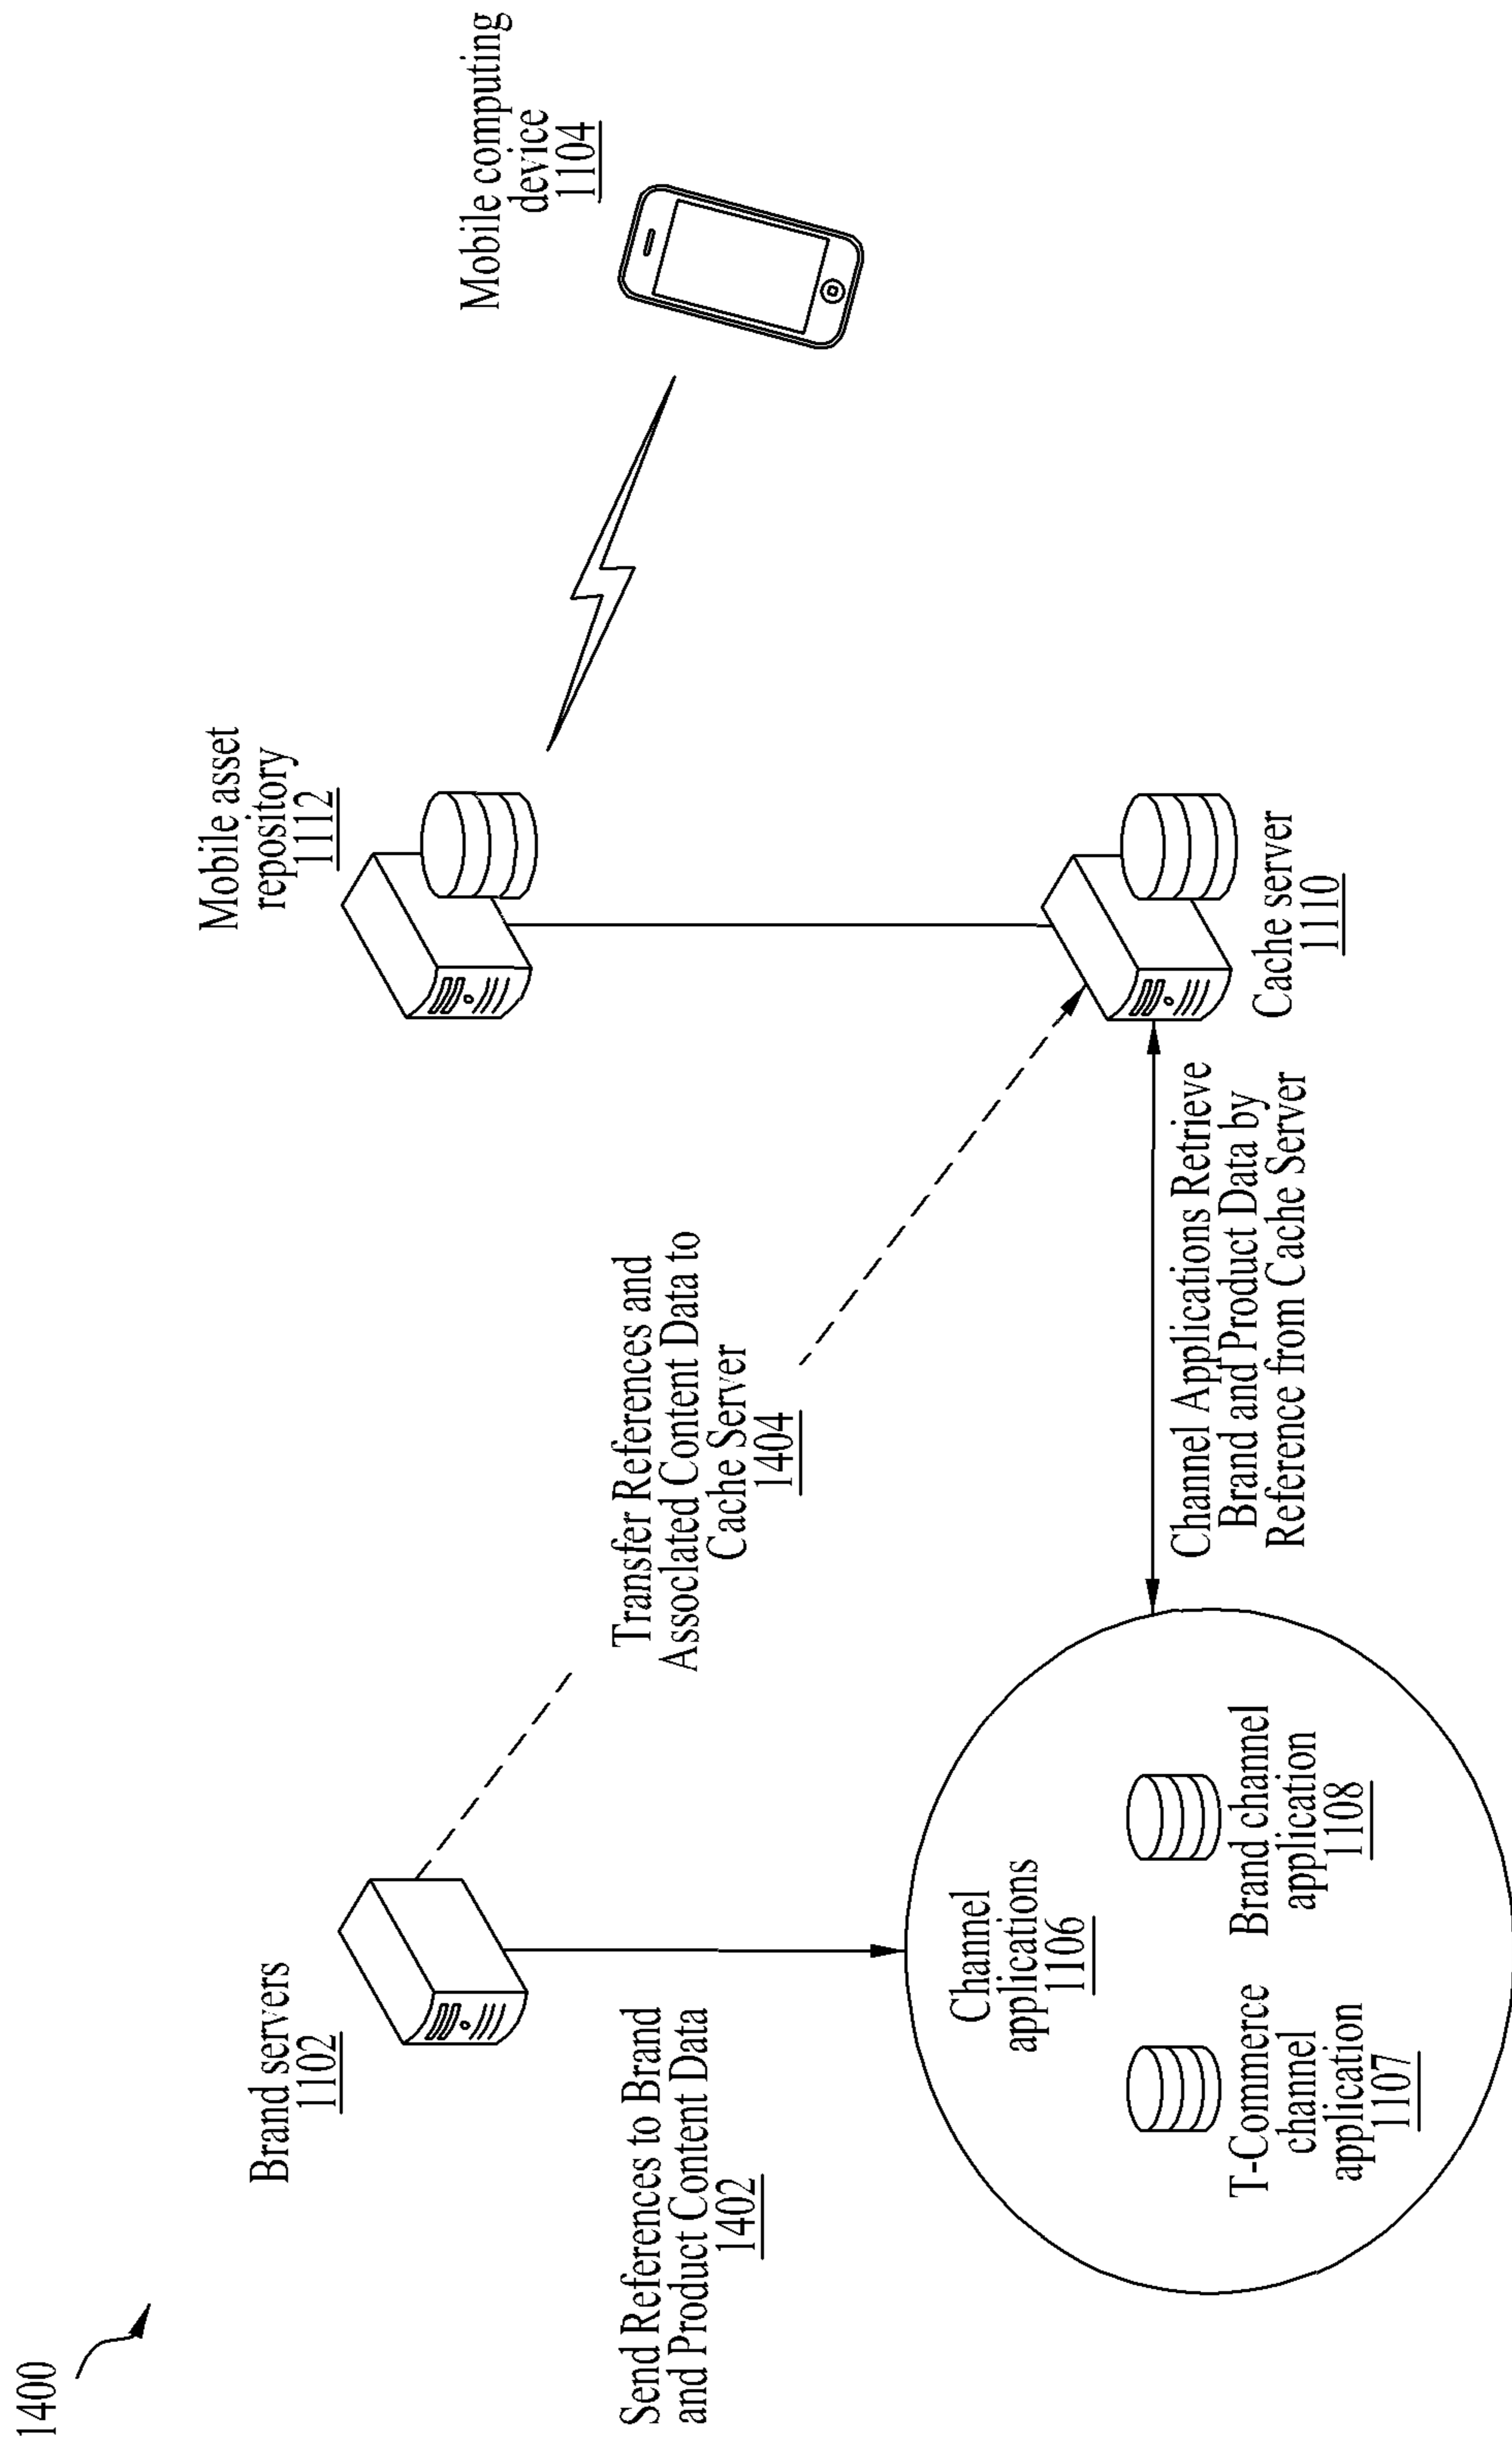 1400
Brand servers
1102
Mobile asset
repository
1112
Mobile computing
device
1104
Send References to Brand
and Product Content Data
1402
Transfer References and
Associated Content Data to
Cache Server
1404
Channel
applications
1106
T-Commerce
channel
application
1107
Brand channel
application
1108
Channel Applications Retrieve
Brand and Product Data by
Reference from Cache Server
Cache server
1110